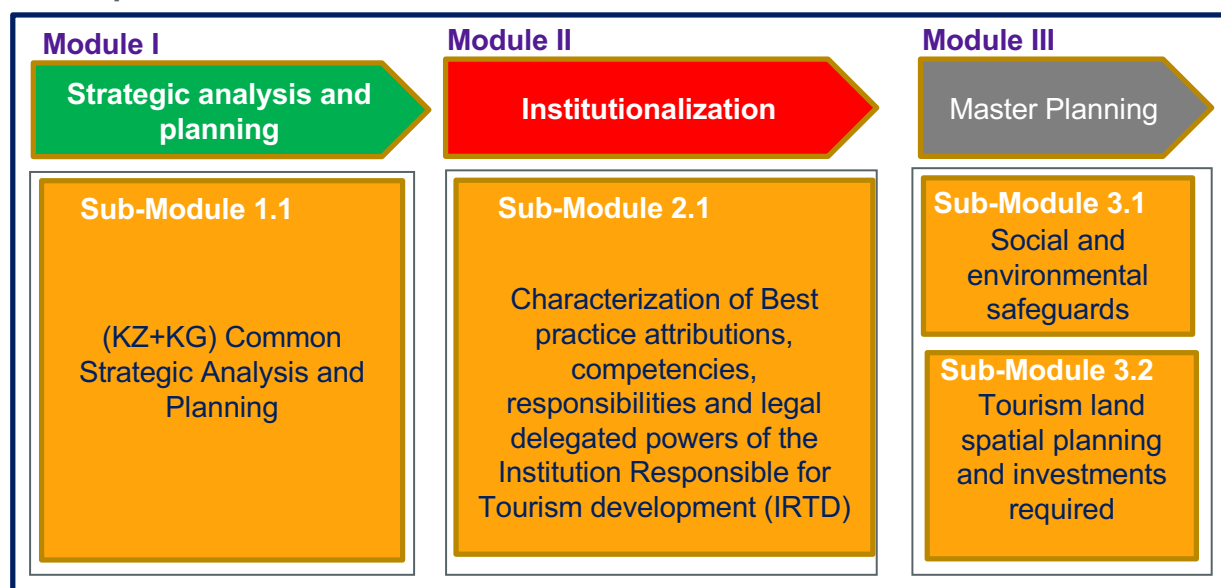 Module I
Strategic analysis and
planning
Sub-Module 1.1
(KZ+KG) Common
Strategic Analysis and
Planning
Module II
Institutionalization
Sub-Module 2.1
Characterization of Best
practice attributions,
competencies,
responsibilities and legal
delegated powers of the
Institution Responsible for
Tourism development (IRTD)
Module III
Master Planning
Sub-Module 3.1
Social and
environmental
safeguards
Sub-Module 3.2
Tourism land
spatial planning
and investments
required